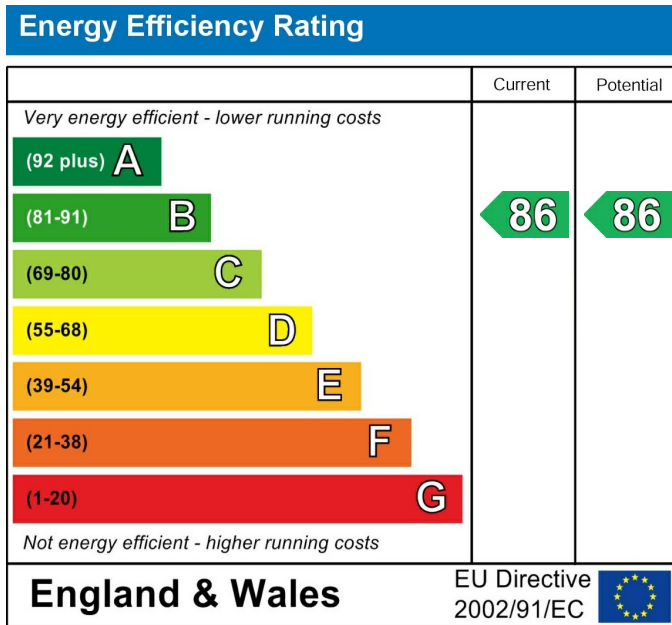 Energy Efficiency Rating
Current Potential
Very energy efficient - lower running costs
(92 plus) A
(81-91) B 86 86
(69-80) C
(55-68) D
(39-54) E
(21-38) F
(1-20) G
Not energy efficient - higher running costs
England & Wales
EU Directive
2002/91/EC